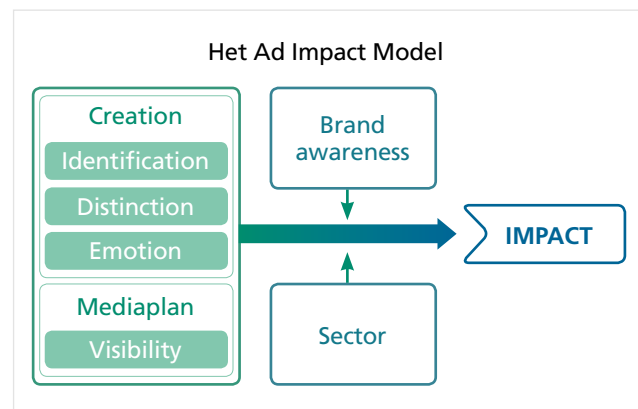 Het Ad Impact Model
Creation
Identification
Distinction
Emotion
Mediaplan
Visibility
Brand
awareness
Sector
IMPACT